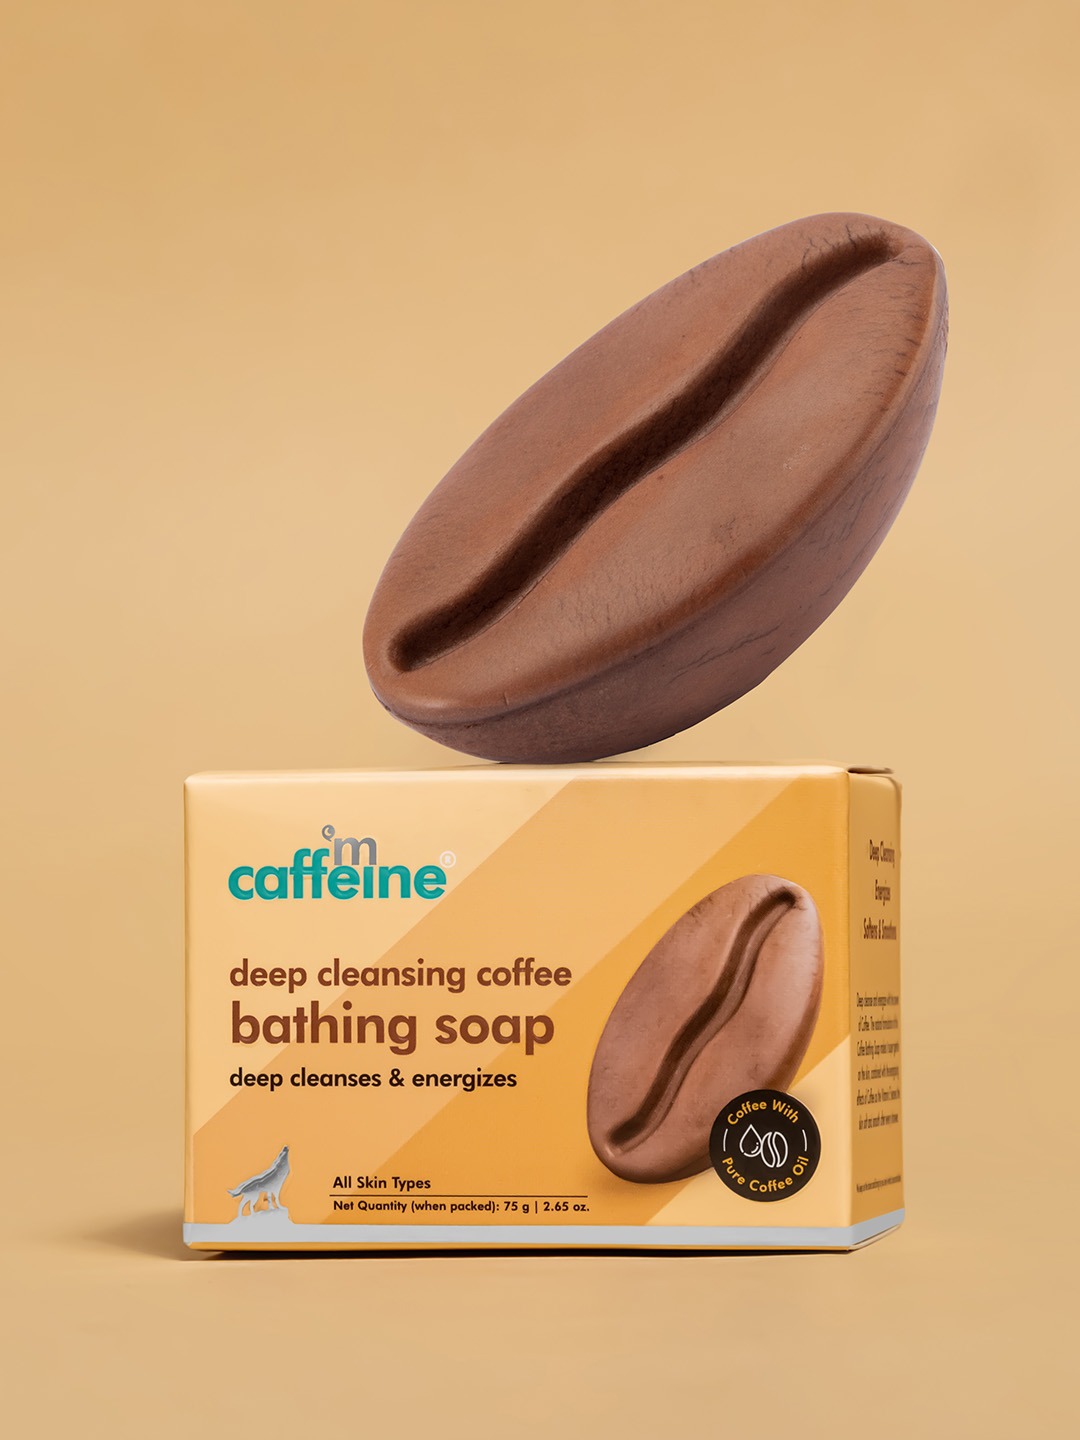 'm
caffeine®
deep cleansing coffee
bathing soap
deep cleanses & energizes
All Skin Types
Net Quantity (when packed): 75 g | 2.65 oz.
Coffee With
Pure Coffee Oil
Deep Cleansing
Energizes
Softens & Smoothens